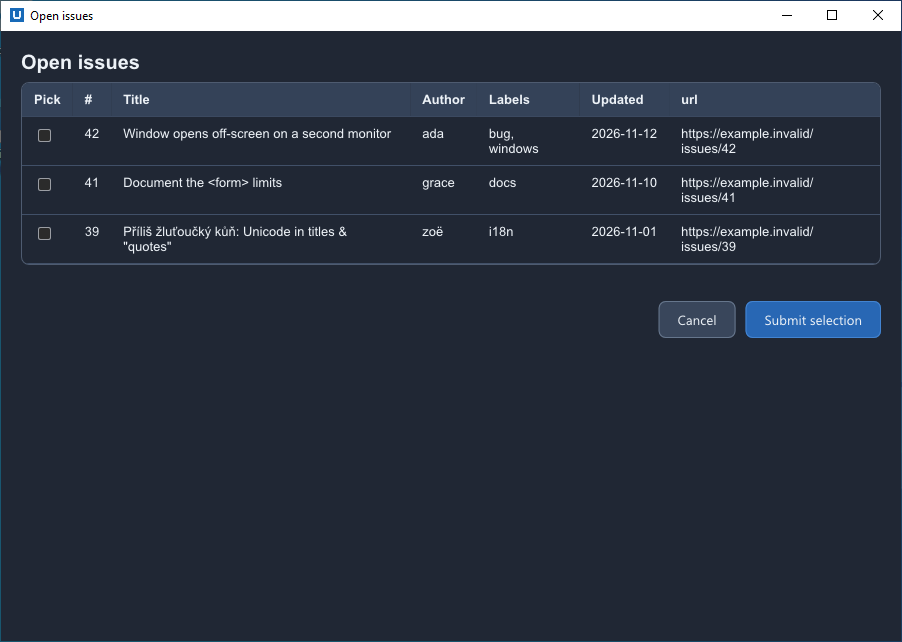 Open issues
Open issues
Pick # Title Author Labels Updated url
42 Window opens off-screen on a second monitor ada bug, 2026-11-12 https://example.invalid/
windows issues/42
41 Document the <form> limits grace docs 2026-11-10 https://example.invalid/
issues/41
39 Příliš žluťoučký kůň: Unicode in titles & zoë i18n 2026-11-01 https://example.invalid/
"quotes" issues/39
Cancel Submit selection